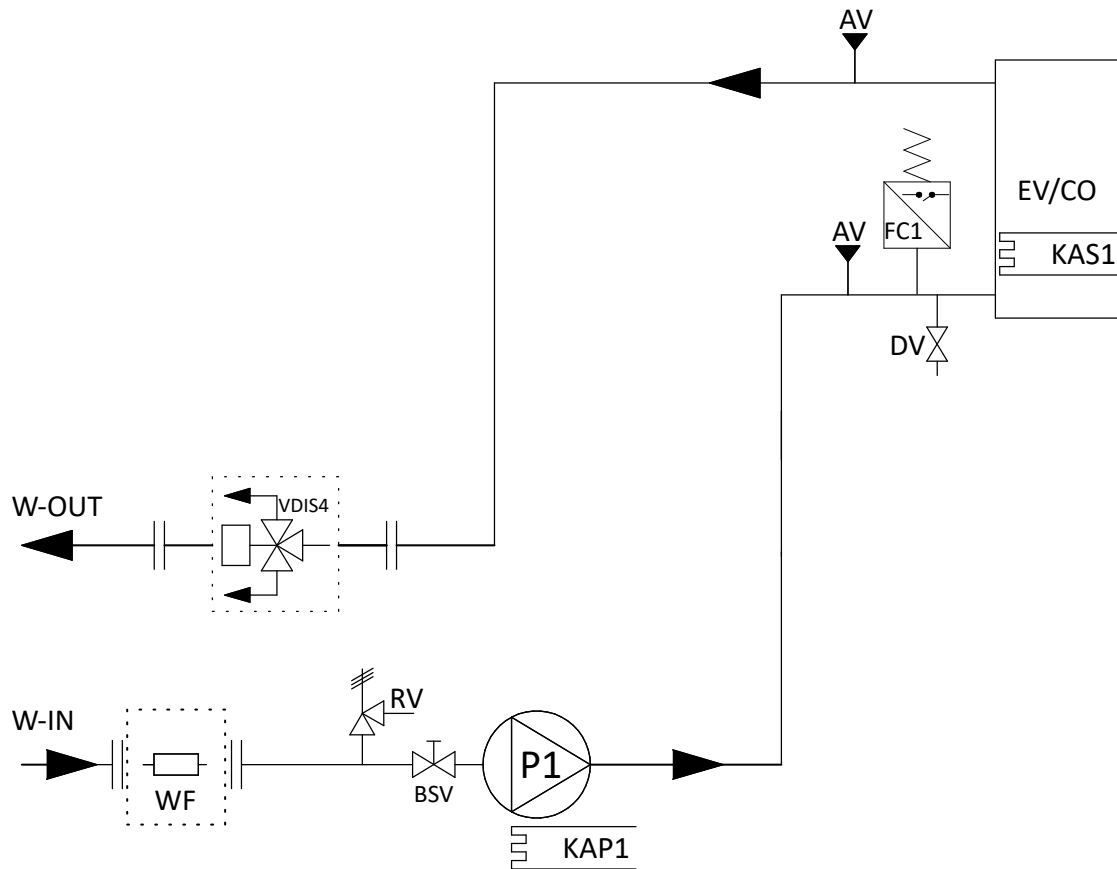 AV
EV/CO
AV
FC1
KAS1
DV
W-OUT
VDIS4
W-IN
RV
WF
BSV
P1
KAP1